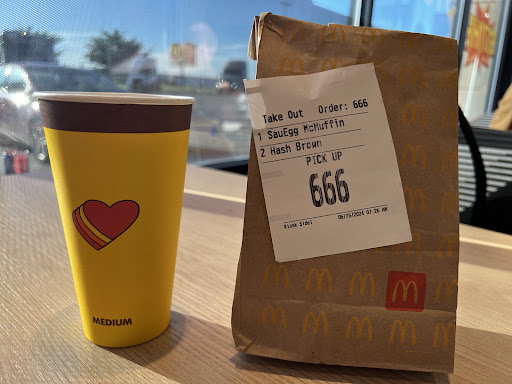 Take Out Order: 666
1 SauEgg McMuffin
2 Hash Brown
PICK UP
666
MEDIUM